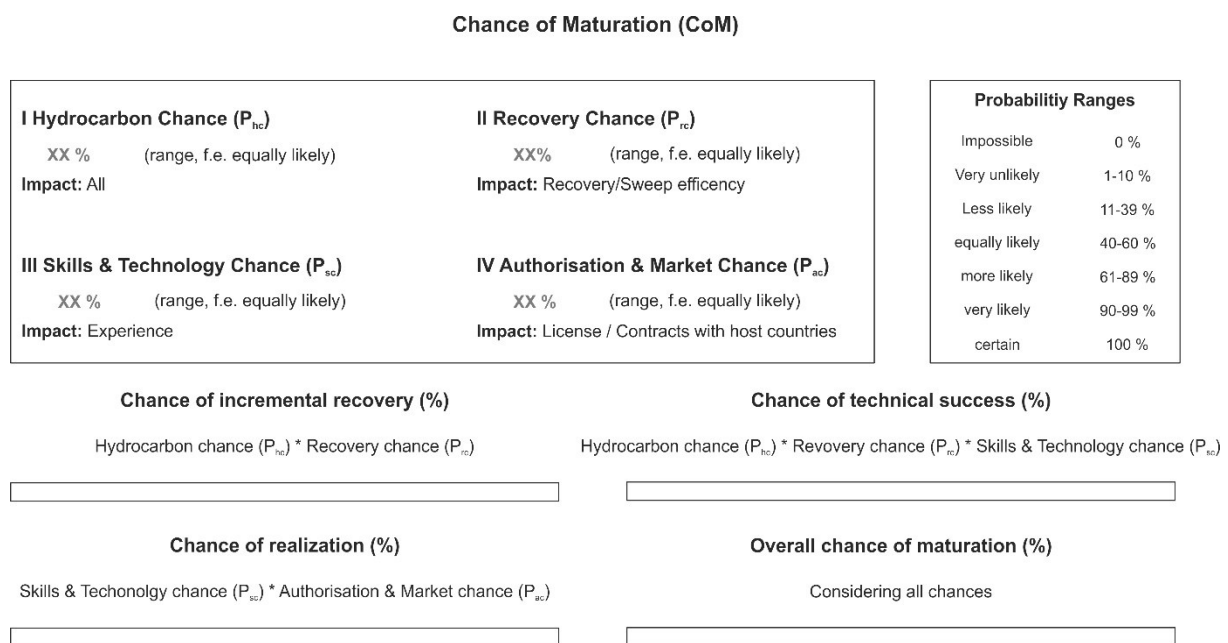 Chance of Maturation (CoM)
I Hydrocarbon Chance (Phc)
XX % (range, f.e. equally likely)
Impact: All
II Recovery Chance (Prc)
XX% (range, f.e. equally likely)
Impact: Recovery/Sweep efficency
III Skills & Technology Chance (Psc)
XX % (range, f.e. equally likely)
Impact: Experience
IV Authorisation & Market Chance (Pac)
XX % (range, f.e. equally likely)
Impact: License / Contracts with host countries
Probabilitiy Ranges
Impossible 0 %
Very unlikely 1-10 %
Less likely 11-39 %
equally likely 40-60 %
more likely 61-89 %
very likely 90-99 %
certain 100 %
Chance of incremental recovery (%)
Hydrocarbon chance (Phc) * Recovery chance (Prc)
Chance of technical success (%)
Hydrocarbon chance (Phc) * Revovery chance (Prc) * Skills & Technology chance (Psc)
Chance of realization (%)
Skills & Techonolgy chance (Psc) * Authorisation & Market chance (Pac)
Overall chance of maturation (%)
Considering all chances